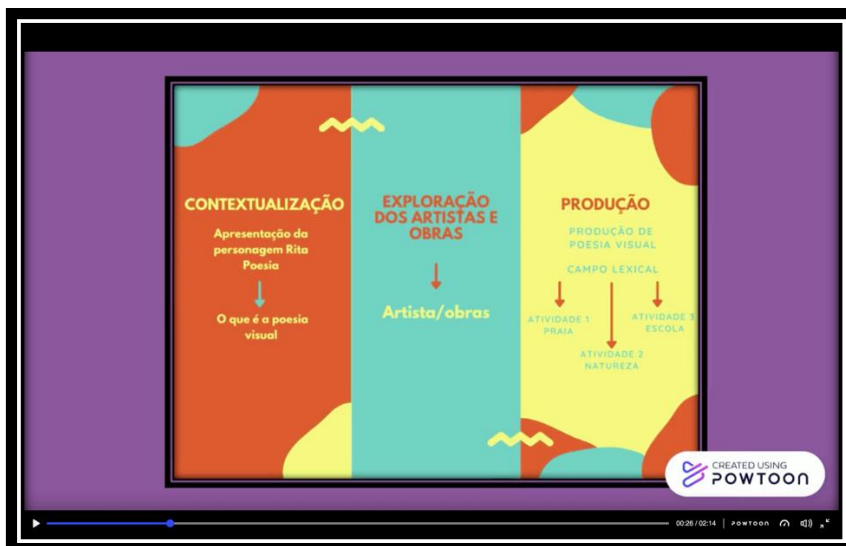 CONTEXTUALIZAÇÃO
Apresentação da
personagem Rita
Poesia
O que é a poesia
visual
EXPLORAÇÃO
DOS ARTISTAS E
OBRAS
Artista/obras
PRODUÇÃO
PRODUÇÃO DE
POESIA VISUAL
CAMPO LEXICAL
ATIVIDADE 1
PRAIA
ATIVIDADE 2
NATUREZA
ATIVIDADE 3
ESCOLA
CREATED USING
POWTOON
00:26 / 02:14 | POWTOON